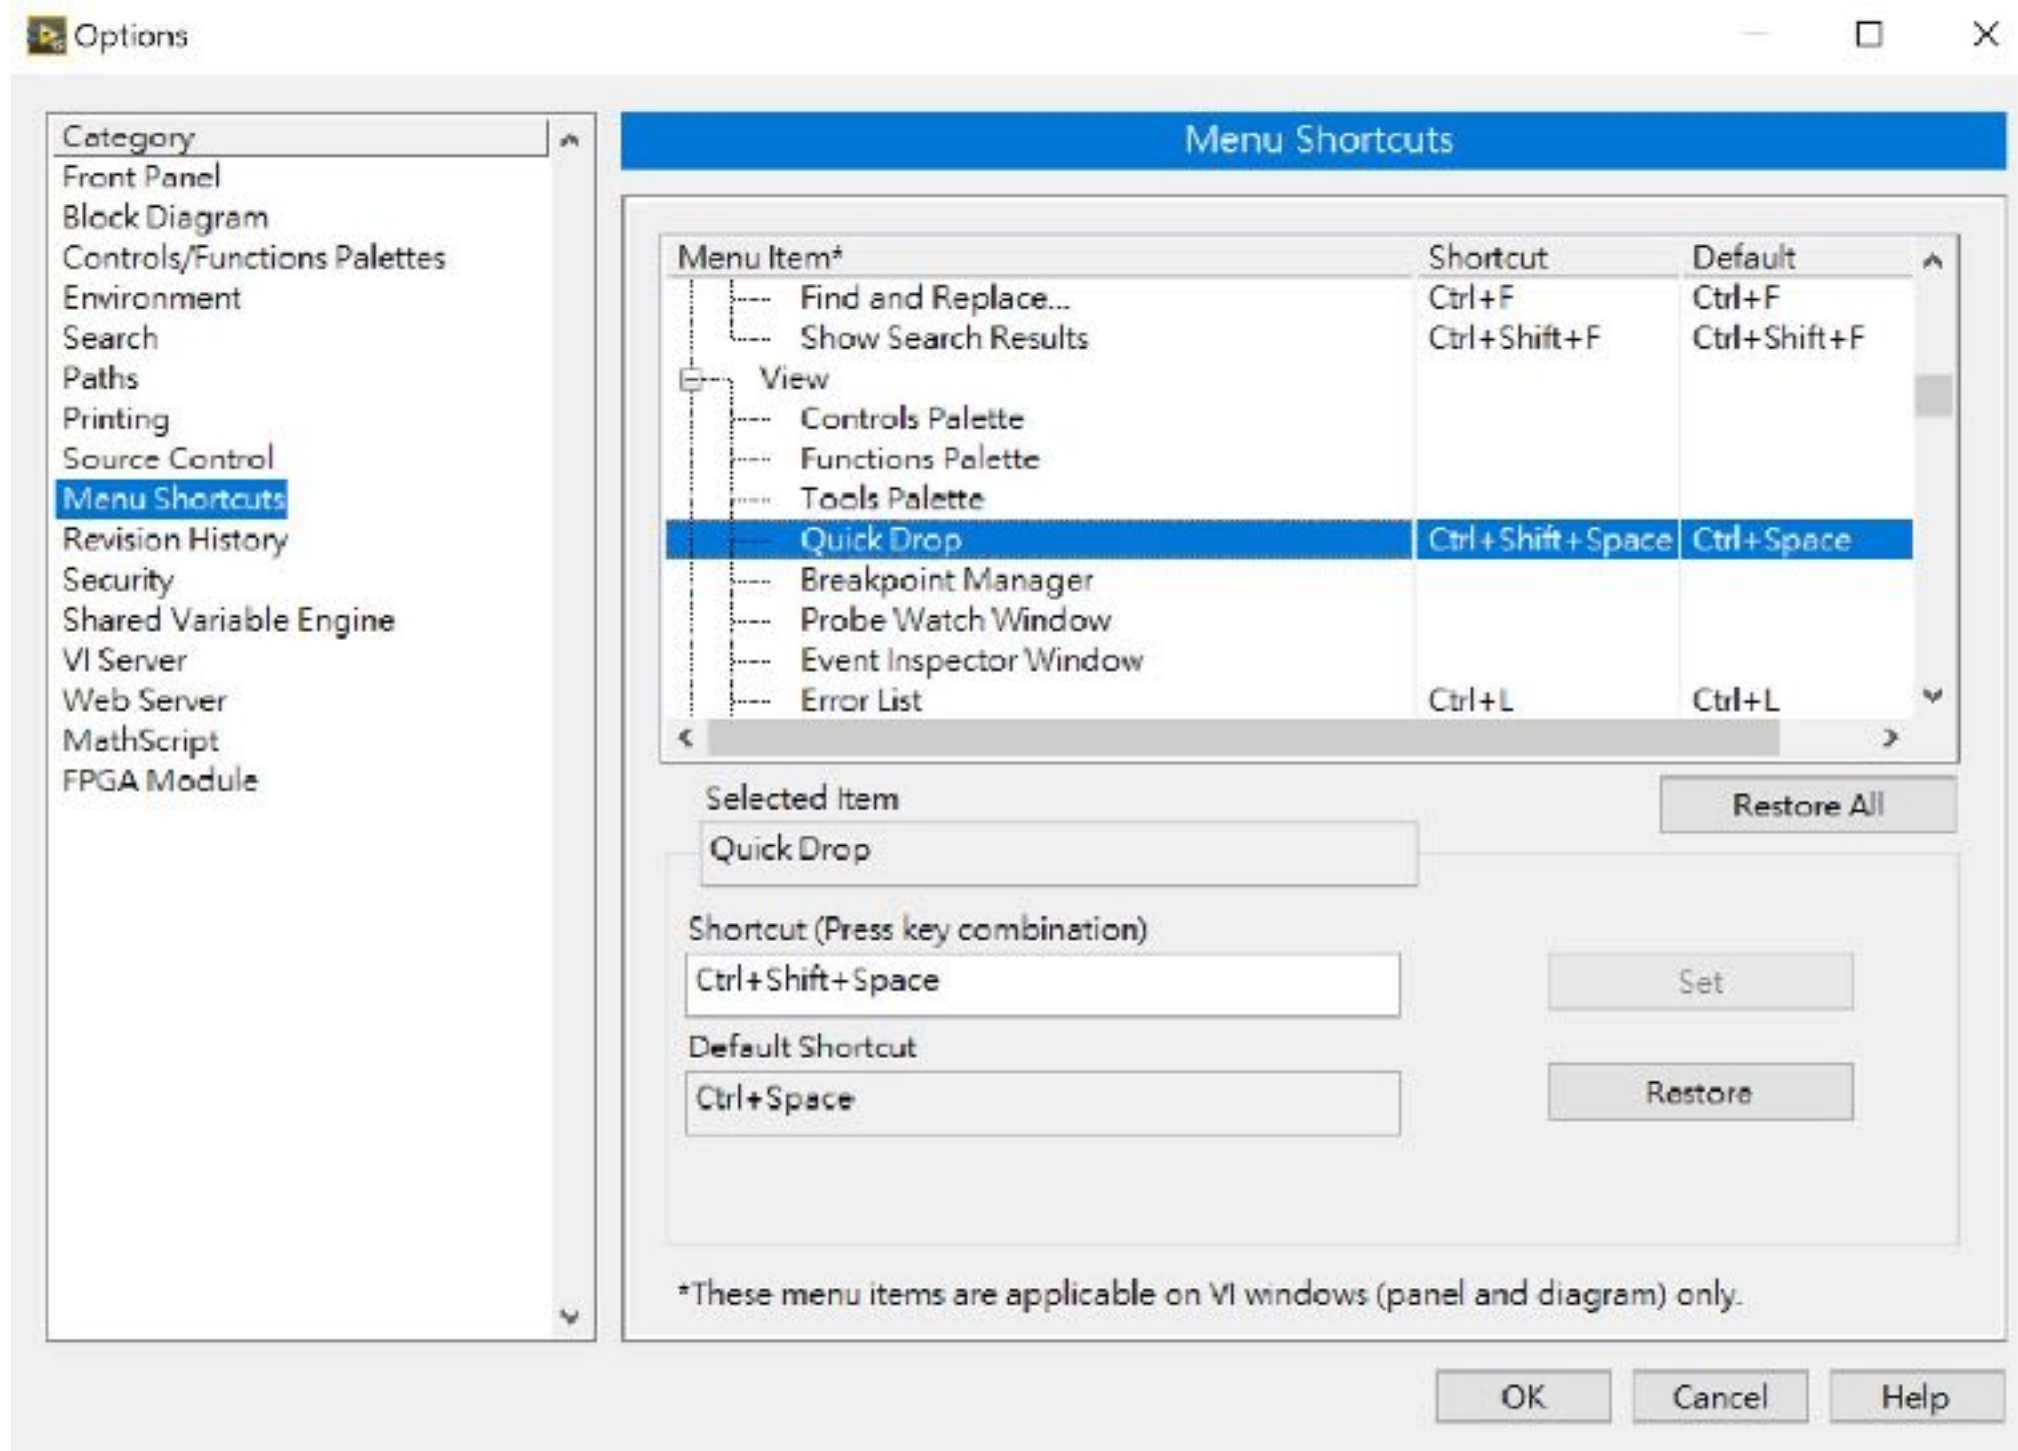 Options
Category
Front Panel
Block Diagram
Controls/Functions Palettes
Environment
Search
Paths
Printing
Source Control
Menu Shortcuts
Revision History
Security
Shared Variable Engine
VI Server
Web Server
MathScript
FPGA Module
Menu Shortcuts
Menu Item* Shortcut Default
Find and Replace... Ctrl+F Ctrl+F
Show Search Results Ctrl+Shift+F Ctrl+Shift+F
View
Controls Palette
Functions Palette
Tools Palette
Quick Drop Ctrl+Shift+Space Ctrl+Space
Breakpoint Manager
Probe Watch Window
Event Inspector Window
Error List Ctrl+L Ctrl+L
Selected Item
Restore All
Quick Drop
Shortcut (Press key combination)
Ctrl+Shift+Space
Set
Default Shortcut
Ctrl+Space
Restore
*These menu items are applicable on VI windows (panel and diagram) only.
OK Cancel Help